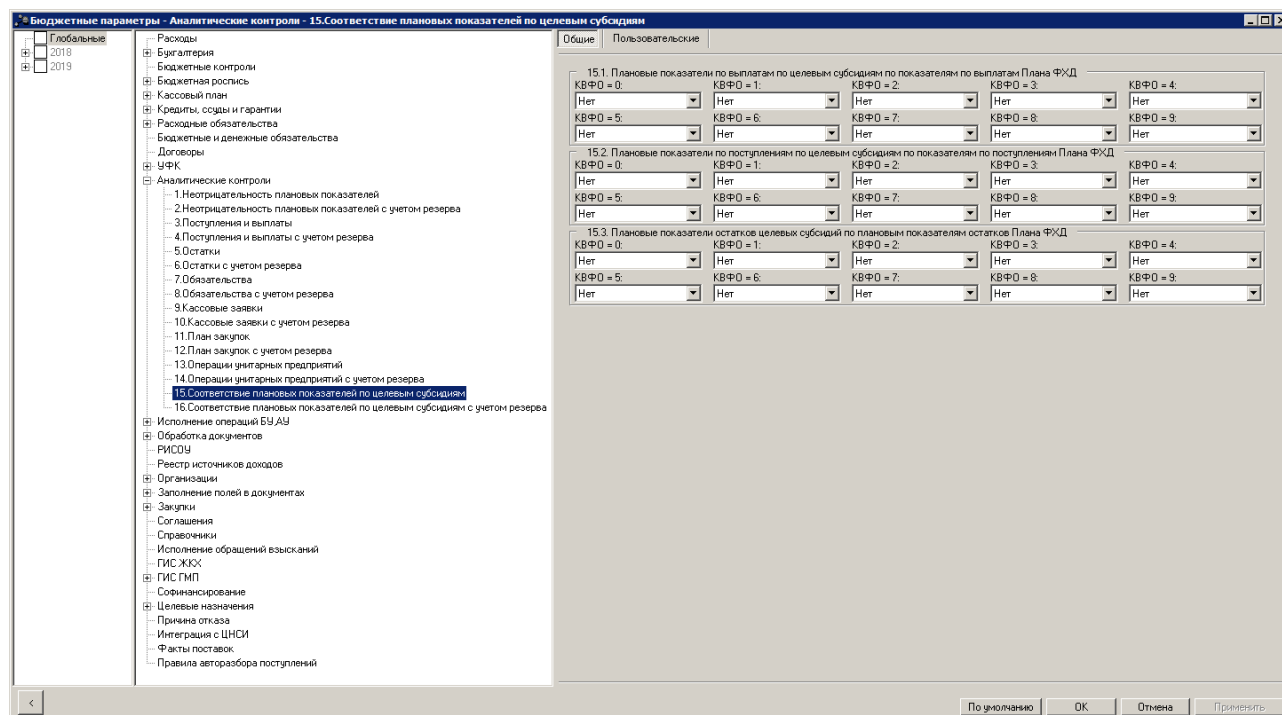 Бюджетные параметры - Аналитические контроли - 15.Соответствие плановых показателей по целевым субсидиям
Глобальные
2018
2019
Расходы
Бухгалтерия
Бюджетные контроли
Бюджетная роспись
Кассовый план
Кредиты, ссуды и гарантии
Расходные обязательства
Бюджетные и денежные обязательства
Договоры
УФК
Аналитические контроли
1.Неотрицательность плановых показателей
2.Неотрицательность плановых показателей с учетом резерва
3.Поступления и выплаты
4.Поступления и выплаты с учетом резерва
5.Остатки
6.Остатки с учетом резерва
7.Обязательства
8.Обязательства с учетом резерва
9.Кассовые заявки
10.Кассовые заявки с учетом резерва
11.План закупок
12.План закупок с учетом резерва
13.Операции унитарных предприятий
14.Операции унитарных предприятий с учетом резерва
15.Соответствие плановых показателей по целевым субсидиям
16.Соответствие плановых показателей по целевым субсидиям с учетом резерва
Исполнение операций БУ,АУ
Обработка документов
РИСОУ
Реестр источников доходов
Организации
Заполнение полей в документах
Закупки
Соглашения
Справочники
Исполнение обращений взысканий
ГИС ЖКХ
ГИС ГМП
Софинансирование
Целевые назначения
Причина отказа
Интеграция с ЦНСИ
Факты поставок
Правила авторазбора поступлений
Общие Пользовательские
15.1. Плановые показатели по выплатам по целевым субсидиям по показателям по выплатам Плана ФХД
КВФО = 0: КВФО = 1: КВФО = 2: КВФО = 3: КВФО = 4:
Нет Нет Нет Нет Нет
КВФО = 5: КВФО = 6: КВФО = 7: КВФО = 8: КВФО = 9:
Нет Нет Нет Нет Нет
15.2. Плановые показатели по поступлениям по целевым субсидиям по показателям по поступлениям Плана ФХД
КВФО = 0: КВФО = 1: КВФО = 2: КВФО = 3: КВФО = 4:
Нет Нет Нет Нет Нет
КВФО = 5: КВФО = 6: КВФО = 7: КВФО = 8: КВФО = 9:
Нет Нет Нет Нет Нет
15.3. Плановые показатели остатков целевых субсидий по плановым показателям остатков Плана ФХД
КВФО = 0: КВФО = 1: КВФО = 2: КВФО = 3: КВФО = 4:
Нет Нет Нет Нет Нет
КВФО = 5: КВФО = 6: КВФО = 7: КВФО = 8: КВФО = 9:
Нет Нет Нет Нет Нет
< По умолчанию OK Отмена Применить